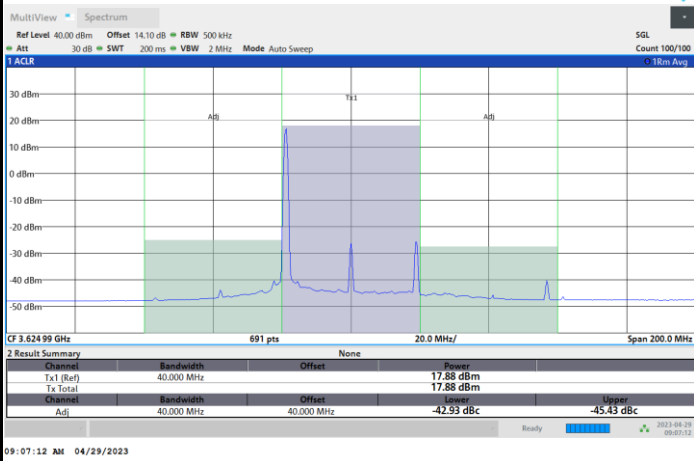 MultiView Spectrum
Ref Level 40.00 dBm Offset 14.10 dB RBW 500 kHz SGL
Att 30 dB SWT 200 ms VBW 2 MHz Mode Auto Sweep Count 100/100
1 ACLR 1Rm Avg
30 dBm
Tx1
20 dBm
Adj Adj
10 dBm
0 dBm
-10 dBm
-20 dBm
-30 dBm
-40 dBm
-50 dBm
CF 3.624 99 GHz 691 pts 20.0 MHz/ Span 200.0 MHz
2 Result Summary None
Channel Bandwidth Offset Power
Tx1 (Ref) 40.000 MHz 17.88 dBm
Tx Total 17.88 dBm
Channel Bandwidth Offset Lower Upper
Adj 40.000 MHz 40.000 MHz -42.93 dBc -45.43 dBc
Ready 2023-04-29
09:07:12
09:07:12 AM 04/29/2023